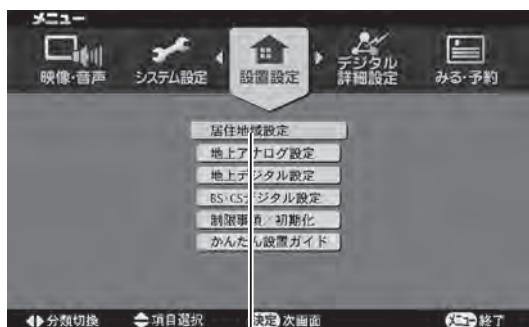 メニュー
映像・音声
システム設定
設置設定
デジタル
詳細設定
みる・予約
居住地域設定
地上アナログ設定
地上デジタル設定
BS・CSデジタル設定
制限事項／初期化
かんたん設置ガイド
分類切換 項目選択 決定 次画面 メニュー 終了